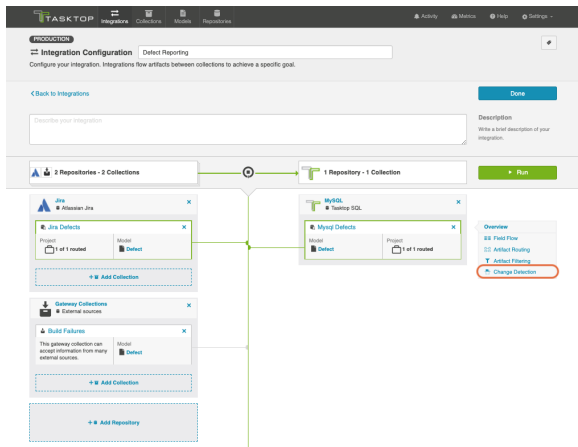 TASKTOP
Integrations
Collections
Models
Repositories
Activity
Metrics
Help
Settings
PRODUCTION
Integration Configuration
Defect Reporting
Configure your integration. Integrations flow artifacts between collections to achieve a specific goal.
Back to Integrations
Done
Describe your integration
Description
Write a brief description of your
integration.
2 Repositories - 2 Collections
1 Repository - 1 Collection
Run
Jira
Atlassian Jira
Jira Defects
Project
1 of 1 routed
Model
Defect
+ Add Collection
MySQL
Tasktop SQL
Mysql Defects
Model
Defect
Project
1 of 1 routed
Overview
Field Flow
Artifact Routing
Artifact Filtering
Change Detection
Gateway Collections
External sources
Build Failures
This gateway collection can
accept information from many
external sources.
Model
Defect
+ Add Collection
+ Add Repository